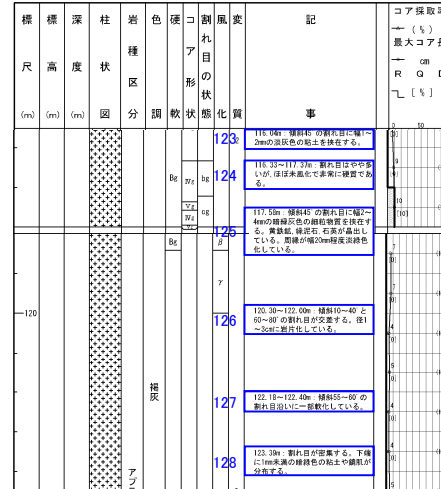 標尺(m)
標高(m)
深度(m)
柱状図
岩種区分
色調
硬軟
コア形状
割れ目の状態
風化
変質
記事
コア採取率
(%)
最大コア長
cm
R Q D
[%]
0 50
123
116.04m:傾斜45°の割れ目に幅1~
2mmの淡灰色の粘土を挟在する。
124
116.33~117.37m:割れ目はやや多
いが、ほぼ未風化で非常に硬質であ
る。
Bg
Ⅳg
bg
Ⅴg
Ⅳg
cg
125
117.58m:傾斜45°の割れ目に幅2~
4mmの暗緑灰色の細粒物質を挟在す
る。黄鉄鉱、緑泥石、石英が晶出し
ている。周縁が幅20mm程度淡緑色
化している。
Bg
β
γ
-120
126
120.30~122.00m:傾斜10~40°と
60~80°の割れ目が交差する。径1
~3cmに岩片化している。
褐灰
127
122.18~122.40m:傾斜55~60°の
割れ目沿いに一部軟化している。
128
123.39m:割れ目が密集する。下端
に1mm未満の暗緑色の粘土や鏡肌が
分布する。
アプラ
9
[0]
10
[10]
7
[0]
7
[0]
4
[0]
4
[0]
4
[0]
5